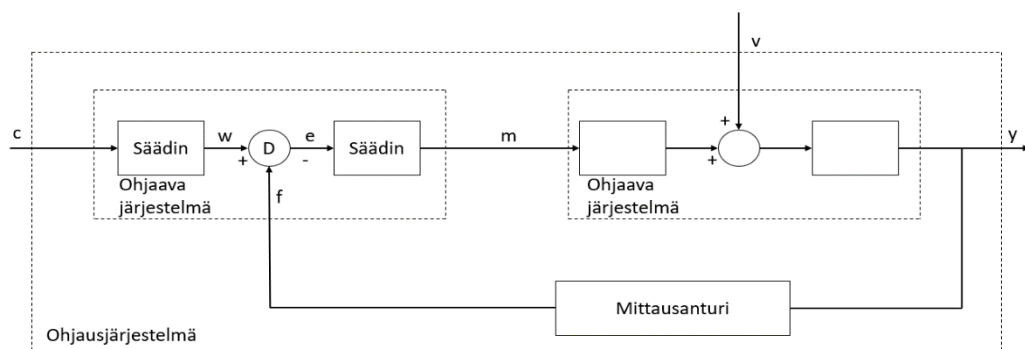 v
c
w
e
m
y
+
+
Säädin
D
Säädin
+
-
Ohjaava
järjestelmä
f
Ohjaava
järjestelmä
Mittausanturi
Ohjausjärjestelmä